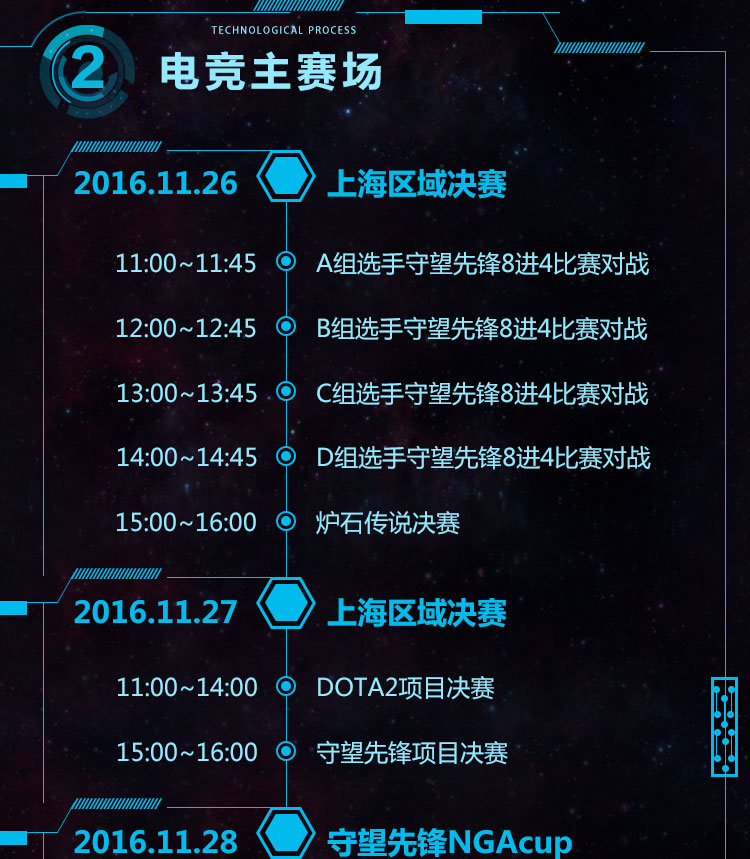 TECHNOLOGICAL PROCESS
2 电竞主赛场
2016.11.26 上海区域决赛
11:00~11:45 A组选手守望先锋8进4比赛对战
12:00~12:45 B组选手守望先锋8进4比赛对战
13:00~13:45 C组选手守望先锋8进4比赛对战
14:00~14:45 D组选手守望先锋8进4比赛对战
15:00~16:00 炉石传说决赛
2016.11.27 上海区域决赛
11:00~14:00 DOTA2项目决赛
15:00~16:00 守望先锋项目决赛
2016.11.28 守望先锋NGAcup